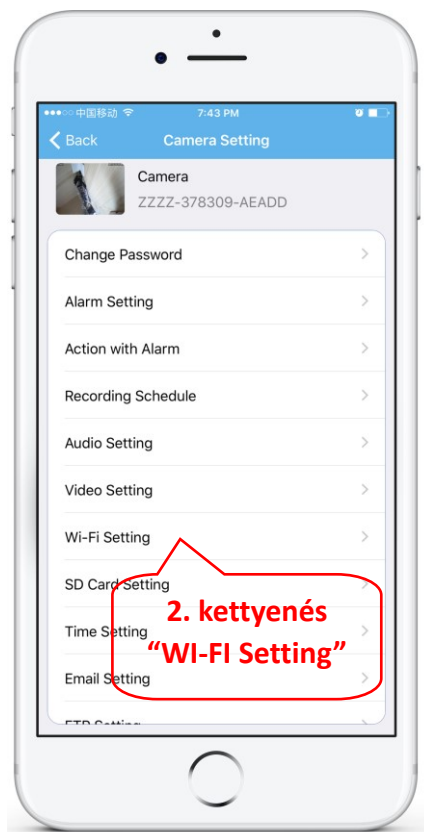 中国移动 7:43 PM
Back Camera Setting
Camera
ZZZZ-378309-AEADD
Change Password
Alarm Setting
Action with Alarm
Recording Schedule
Audio Setting
Video Setting
Wi-Fi Setting
SD Card Setting
2. kettyenés
Time Setting
“WI-FI Setting”
Email Setting
FTP Setting